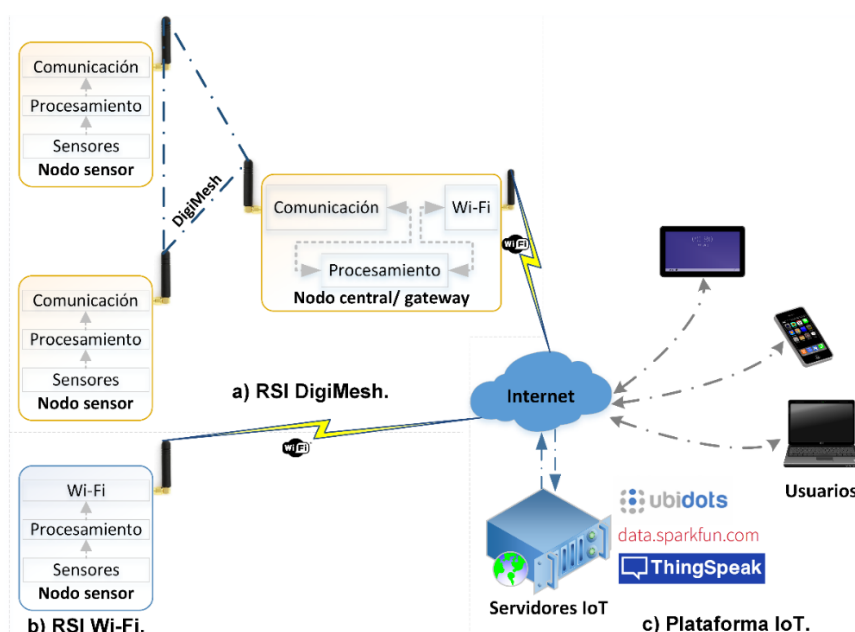 Comunicación
Procesamiento
Sensores
Nodo sensor
DigiMesh
Comunicación
Wi-Fi
Procesamiento
Nodo central/ gateway
WiFi
Comunicación
Procesamiento
Sensores
Nodo sensor
a) RSI DigiMesh.
Internet
WiFi
Wi-Fi
Procesamiento
Sensores
Nodo sensor
b) RSI Wi-Fi.
Usuarios
ubidots
data.sparkfun.com
ThingSpeak
Servidores IoT
c) Plataforma IoT.